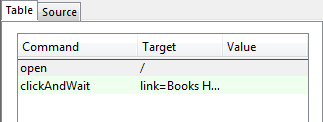 Table Source
Command Target Value
open /
clickAndWait link=Books H...